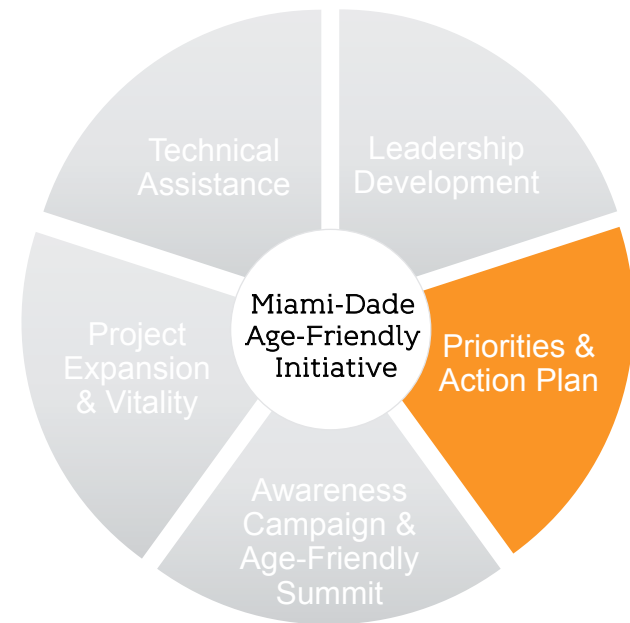 Technical
Assistance
Leadership
Development
Miami-Dade
Age-Friendly
Initiative
Priorities &
Action Plan
Project
Expansion
& Vitality
Awareness
Campaign &
Age-Friendly
Summit